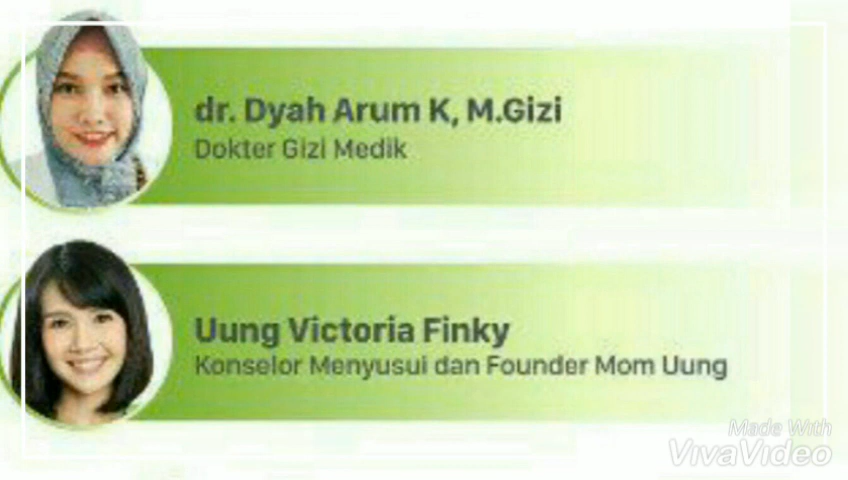 dr. Dyah Arum K, M.Gizi
Dokter Gizi Medik
Uung Victoria Finky
Konselor Menyusui dan Founder Mom Uung
Made With
VivaVideo